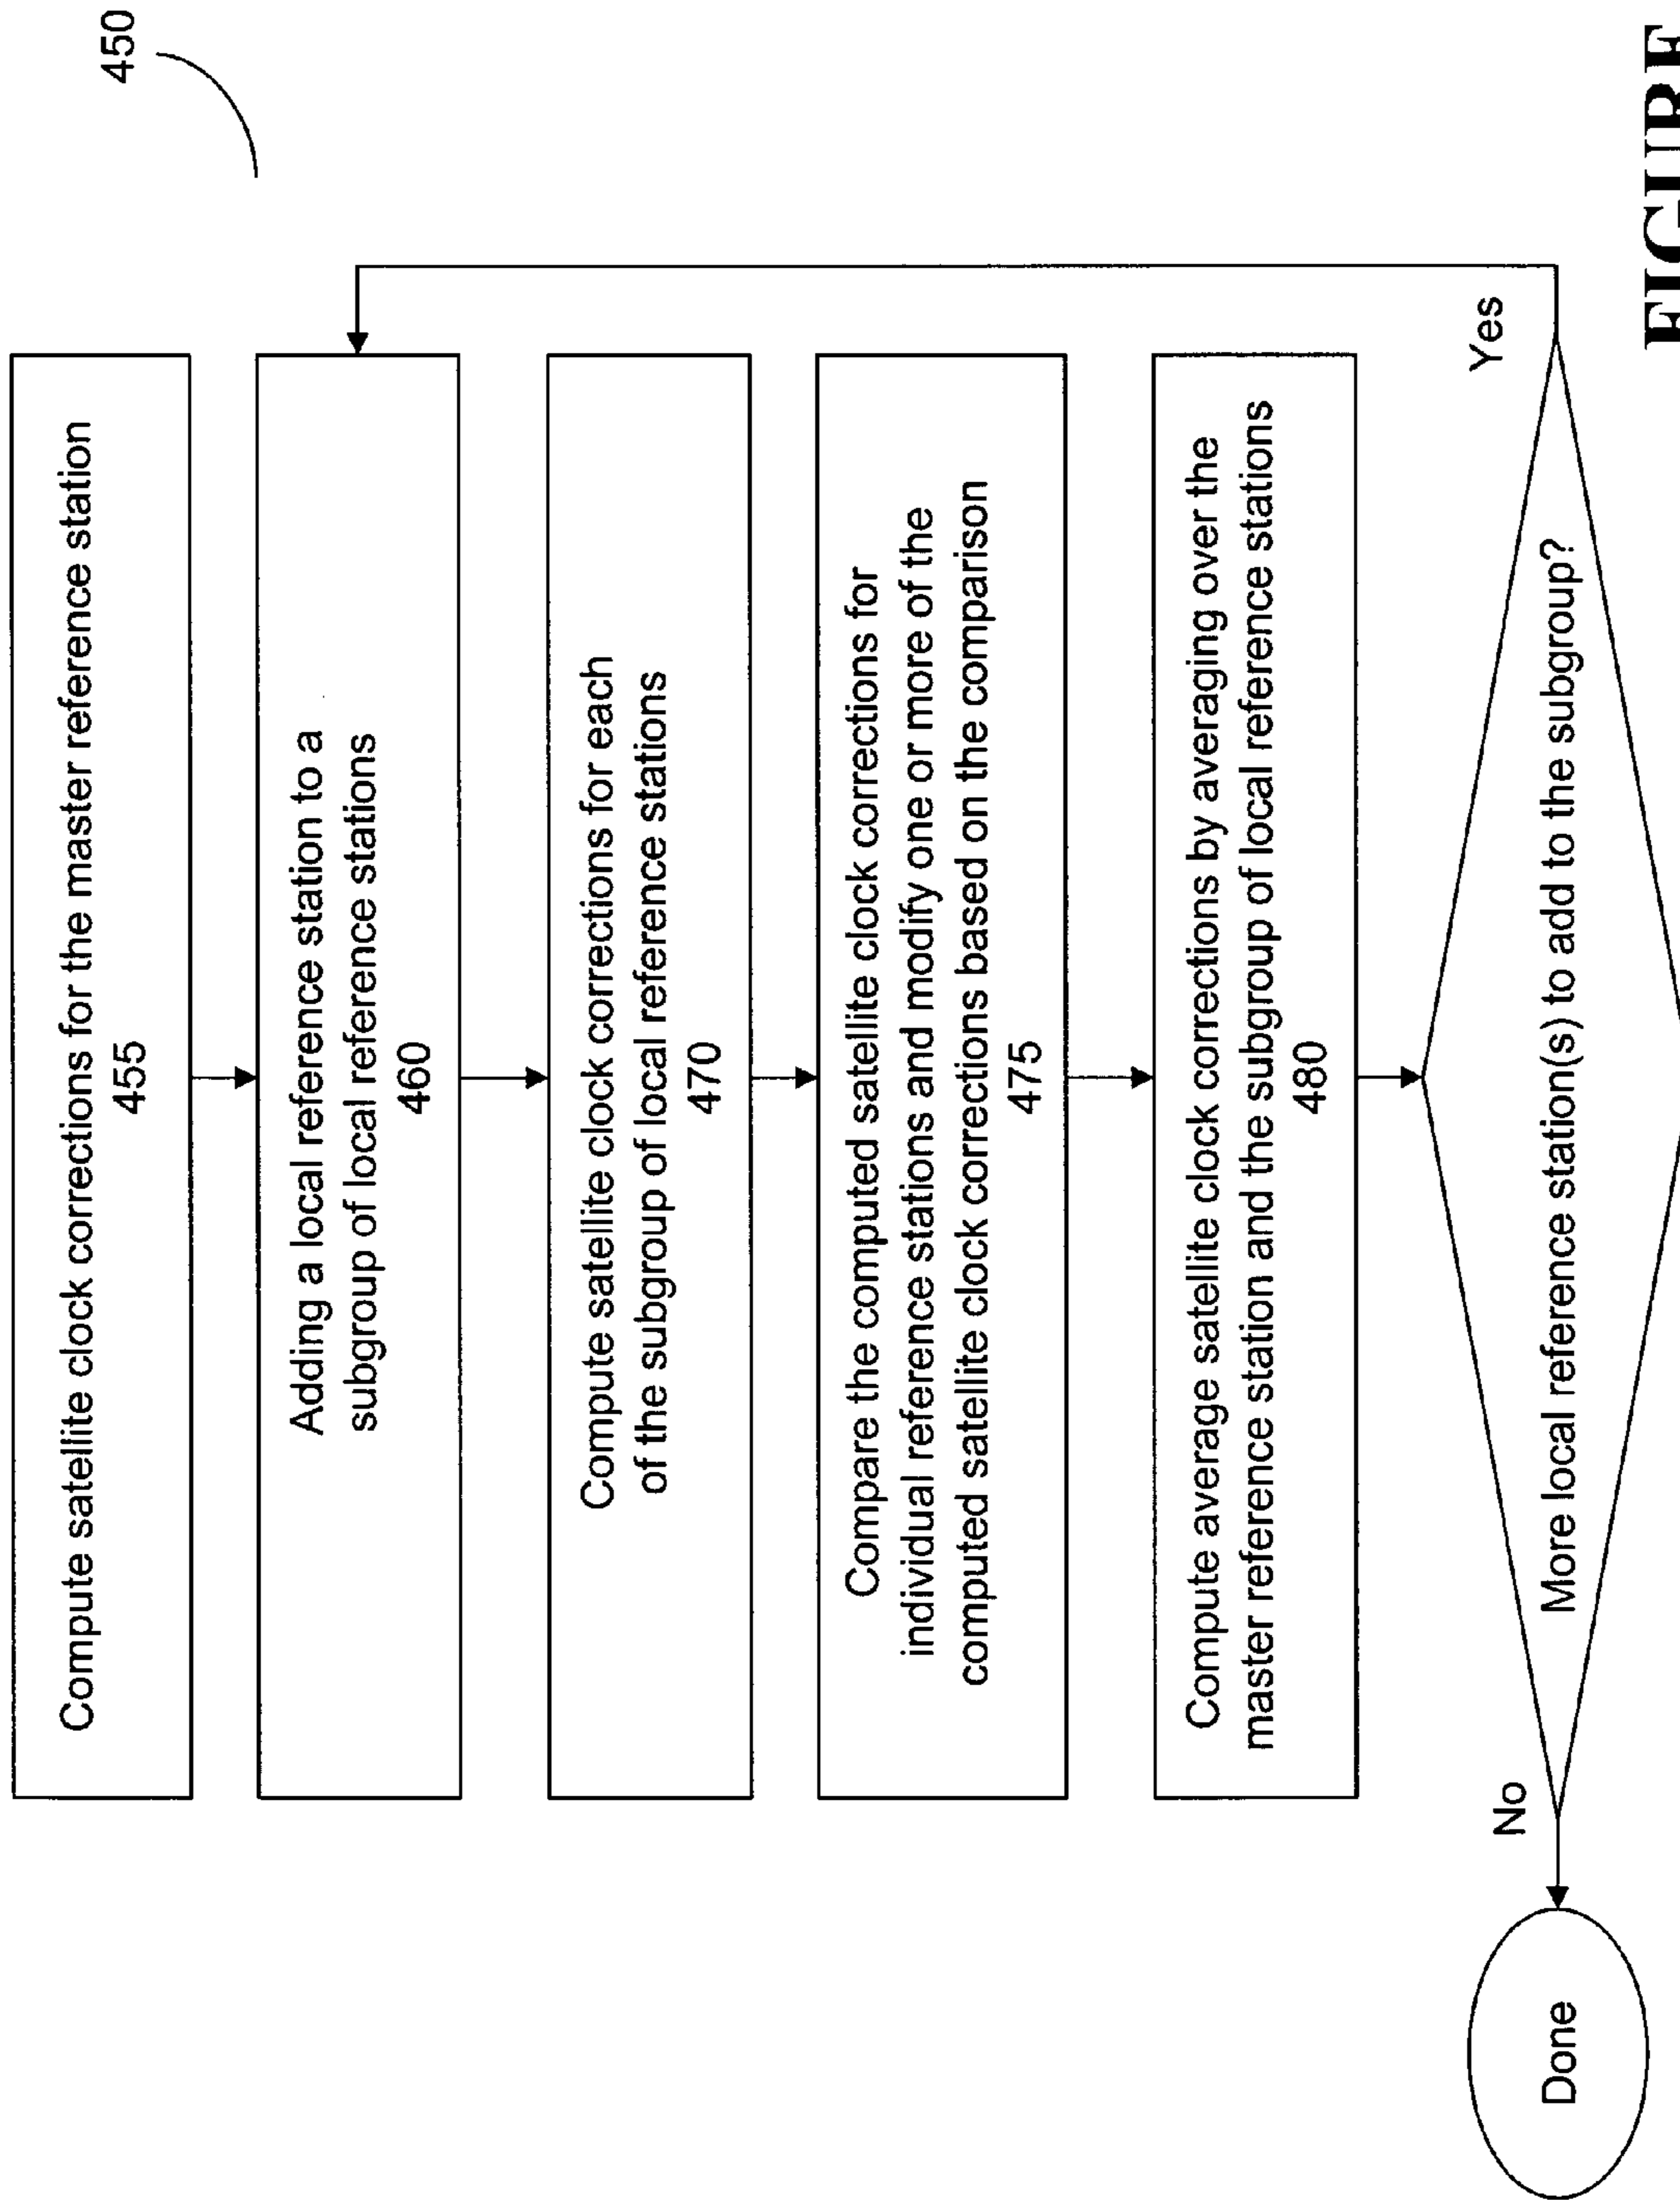 450
Compute satellite clock corrections for the master reference station
455
Adding a local reference station to a
subgroup of local reference stations
460
Compute satellite clock corrections for each
of the subgroup of local reference stations
470
Compare the computed satellite clock corrections for
individual reference stations and modify one or more of the
computed satellite clock corrections based on the comparison
475
Compute average satellite clock corrections by averaging over the
master reference station and the subgroup of local reference stations
480
More local reference station(s) to add to the subgroup?
Yes
No
Done
FIGURE